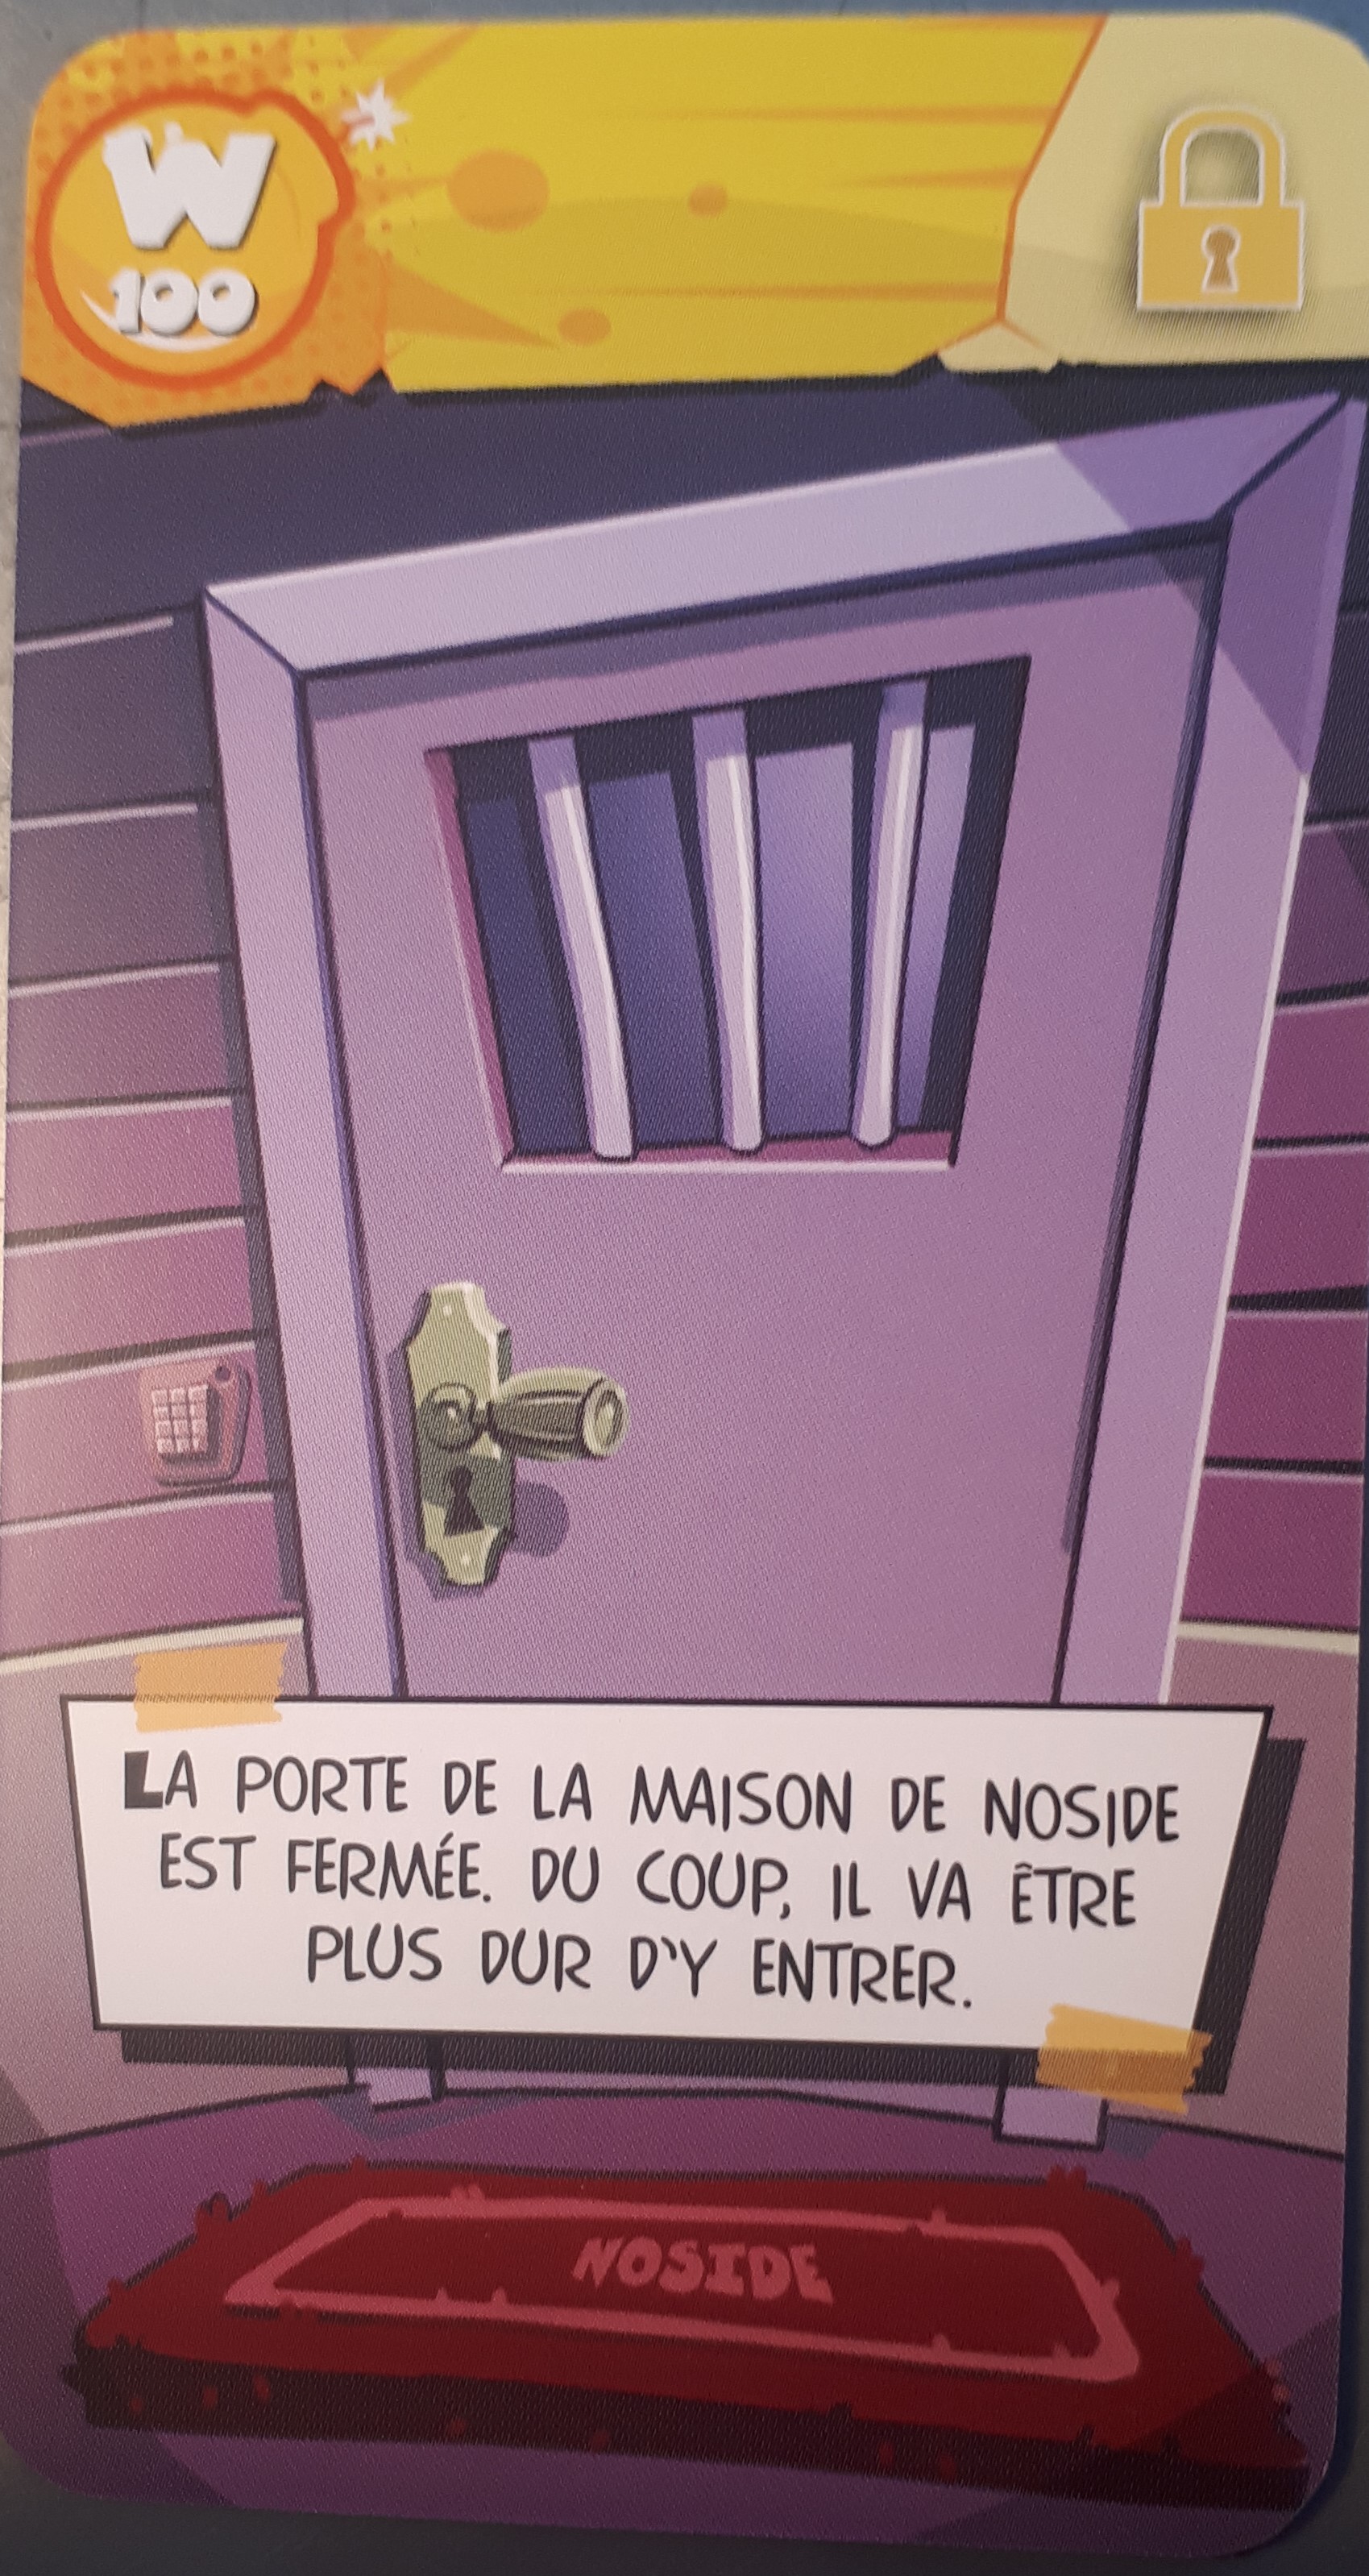 W
100
LA PORTE DE LA MAISON DE NOSIDE
EST FERMÉE. DU COUP, IL VA ÊTRE
PLUS DUR D'Y ENTRER.
NOSIDE